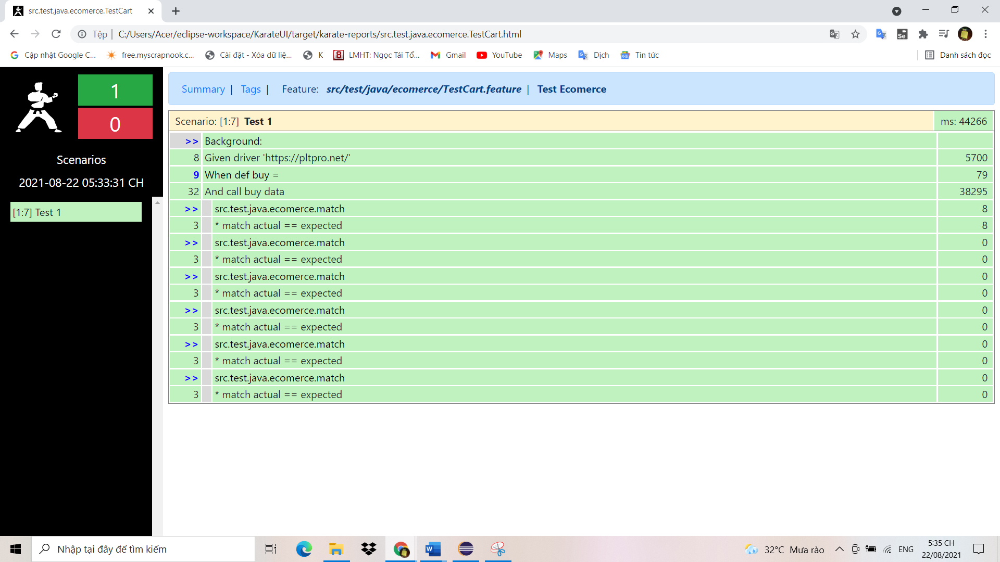 src.test.java.ecomerce.TestCart
Tệp | C:/Users/Acer/eclipse-workspace/KarateUI/target/karate-reports/src.test.java.ecomerce.TestCart.html
Cập nhật Google C... free.myscrapnook.c... Cài đặt - Xóa dữ liệ... K LMHT: Ngọc Tái Tổ... Gmail YouTube Maps Dịch Tin tức Danh sách đọc
1
0
Scenarios
2021-08-22 05:33:31 CH
[1:7] Test 1
Summary | Tags | Feature: src/test/java/ecomerce/TestCart.feature | Test Ecomerce
Scenario: [1:7] Test 1 ms: 44266
>> Background:
8 Given driver 'https://pltpro.net/' 5700
9 When def buy = 79
32 And call buy data 38295
>> src.test.java.ecomerce.match 8
3 * match actual == expected 8
>> src.test.java.ecomerce.match 0
3 * match actual == expected 0
>> src.test.java.ecomerce.match 0
3 * match actual == expected 0
>> src.test.java.ecomerce.match 0
3 * match actual == expected 0
>> src.test.java.ecomerce.match 0
3 * match actual == expected 0
>> src.test.java.ecomerce.match 0
3 * match actual == expected 0
Nhập tại đây để tìm kiếm
32°C Mưa rào
ENG
5:35 CH
22/08/2021